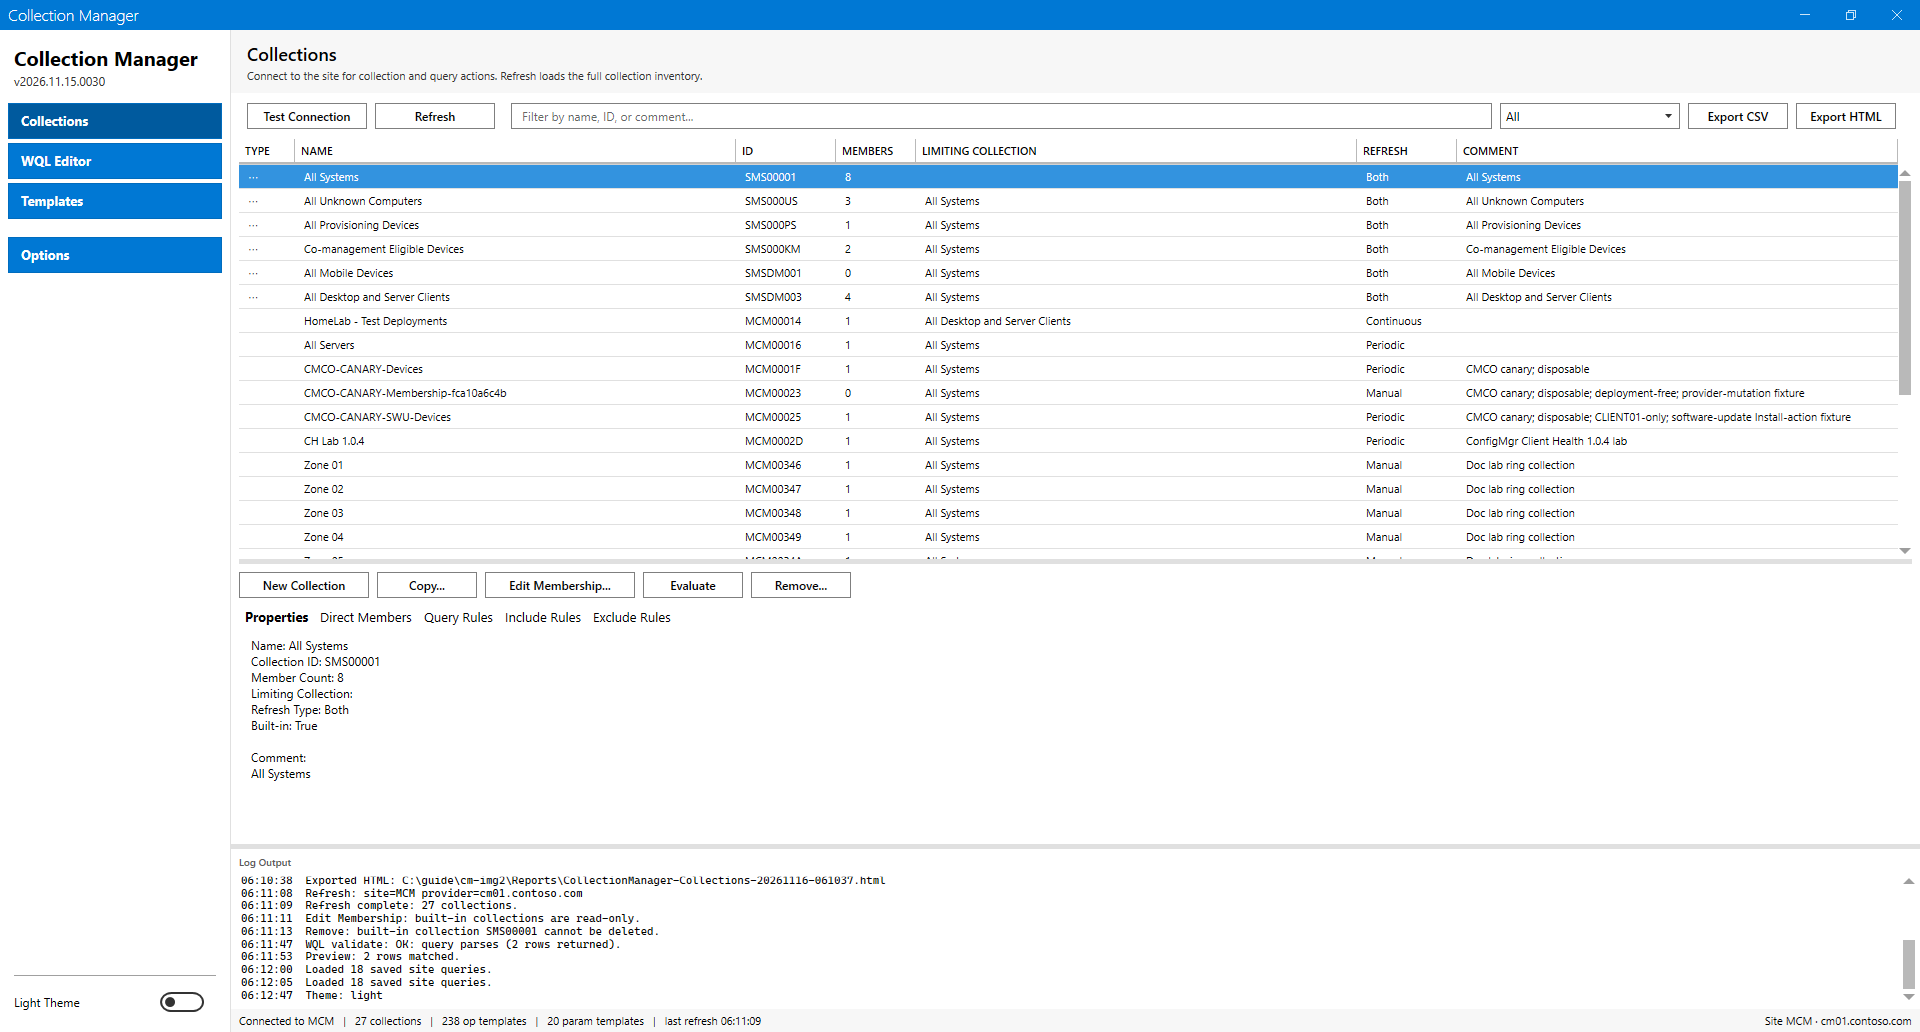 Collection Manager
Collection Manager
v2026.11.15.0030
Collections
WQL Editor
Templates
Options
Light Theme
Collections
Connect to the site for collection and query actions. Refresh loads the full collection inventory.
Test Connection Refresh Filter by name, ID, or comment... All Export CSV Export HTML
TYPE NAME ID MEMBERS LIMITING COLLECTION REFRESH COMMENT
... All Systems SMS00001 8 Both All Systems
... All Unknown Computers SMS000US 3 All Systems Both All Unknown Computers
... All Provisioning Devices SMS000PS 1 All Systems Both All Provisioning Devices
... Co-management Eligible Devices SMS000KM 2 All Systems Both Co-management Eligible Devices
... All Mobile Devices SMSDM001 0 All Systems Both All Mobile Devices
... All Desktop and Server Clients SMSDM003 4 All Systems Both All Desktop and Server Clients
HomeLab - Test Deployments MCM00014 1 All Desktop and Server Clients Continuous
All Servers MCM00016 1 All Systems Periodic
CMCO-CANARY-Devices MCM0001F 1 All Systems Periodic CMCO canary; disposable
CMCO-CANARY-Membership-fca10a6c4b MCM00023 0 All Systems Manual CMCO canary; disposable; deployment-free; provider-mutation fixture
CMCO-CANARY-SWU-Devices MCM00025 1 All Systems Periodic CMCO canary; disposable; CLIENT01-only; software-update Install-action fixture
CH Lab 1.0.4 MCM0002D 1 All Systems Periodic ConfigMgr Client Health 1.0.4 lab
Zone 01 MCM00346 1 All Systems Manual Doc lab ring collection
Zone 02 MCM00347 1 All Systems Manual Doc lab ring collection
Zone 03 MCM00348 1 All Systems Manual Doc lab ring collection
Zone 04 MCM00349 1 All Systems Manual Doc lab ring collection
New Collection Copy... Edit Membership... Evaluate Remove...
Properties Direct Members Query Rules Include Rules Exclude Rules
Name: All Systems
Collection ID: SMS00001
Member Count: 8
Limiting Collection:
Refresh Type: Both
Built-in: True
Comment:
All Systems
Log Output
06:10:38 Exported HTML: C:\guide\cm-img2\Reports\CollectionManager-Collections-20261116-061037.html
06:11:08 Refresh: site=MCM provider=cm01.contoso.com
06:11:09 Refresh complete: 27 collections.
06:11:11 Edit Membership: built-in collections are read-only.
06:11:13 Remove: built-in collection SMS00001 cannot be deleted.
06:11:47 WQL validate: OK: query parses (2 rows returned).
06:11:53 Preview: 2 rows matched.
06:12:00 Loaded 18 saved site queries.
06:12:05 Loaded 18 saved site queries.
06:12:47 Theme: light
Connected to MCM | 27 collections | 238 op templates | 20 param templates | last refresh 06:11:09
Site MCM · cm01.contoso.com